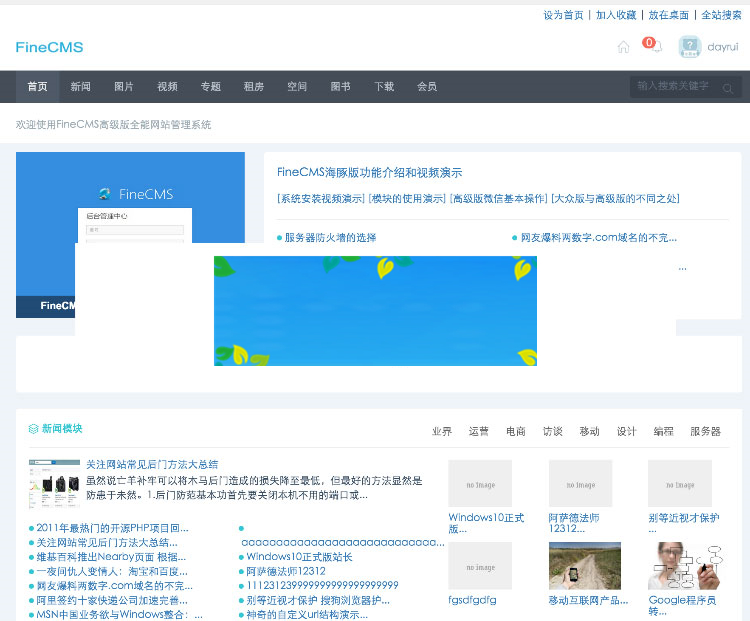 设为首页 | 加入收藏 | 放在桌面 | 全站搜索
FineCMS
0
dayrui
首页 新闻 图片 视频 专题 租房 空间 图书 下载 会员
输入搜索关键字
欢迎使用FineCMS高级版全能网站管理系统
FineCMS
后台管理中心
FineCM
FineCMS海豚版功能介绍和视频演示
[系统安装视频演示] [模块的使用演示] [高级版微信基本操作] [大众版与高级版的不同之处]
服务器防火墙的选择
网友爆料两数字.com域名的不完...
...
新闻模块
业界 运营 电商 访谈 移动 设计 编程 服务器
关注网站常见后门方法大总结
虽然说亡羊补牢可以将木马后门造成的损失降至最低，但最好的方法显然是
防患于未然。1.后门防范基本功首先要关闭本机不用的端口或...
2011年最热门的开源PHP项目回...
关注网站常见后门方法大总结...
维基百科推出Nearby页面 根据...
一夜间仇人变情人：淘宝和百度...
网友爆料两数字.com域名的不完...
阿里签约十家快递公司加速完善...
MSN中国业务欲与Windows整合：...
Windows10正式版站长
阿萨德法师12312
别等近视才保护 搜狗浏览器护...
神奇的自定义url结构演示...
no image
Windows10正式
版...
no image
阿萨德法师
12312...
no image
别等近视才保护
...
no image
fgsdfgdfg
移动互联网产品...
Google程序员
转...